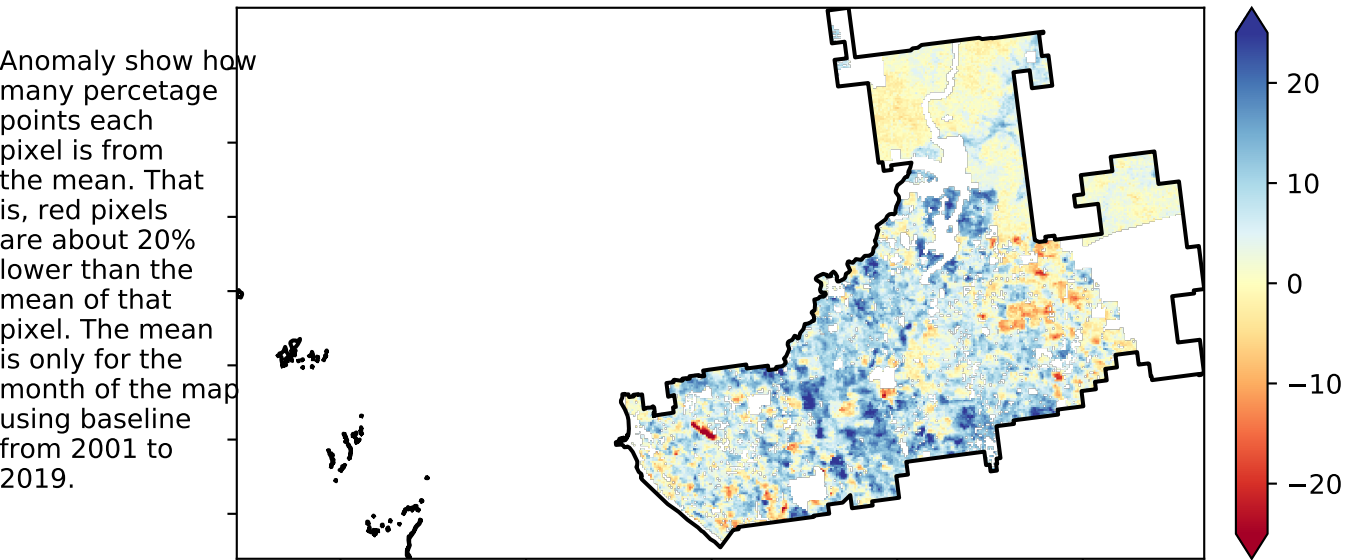 Anomaly show how
many percetage
points each
pixel is from
the mean. That
is, red pixels
are about 20%
lower than the
mean of that
pixel. The mean
is only for the
month of the map
using baseline
from 2001 to
2019.
20
10
0
−10
−20